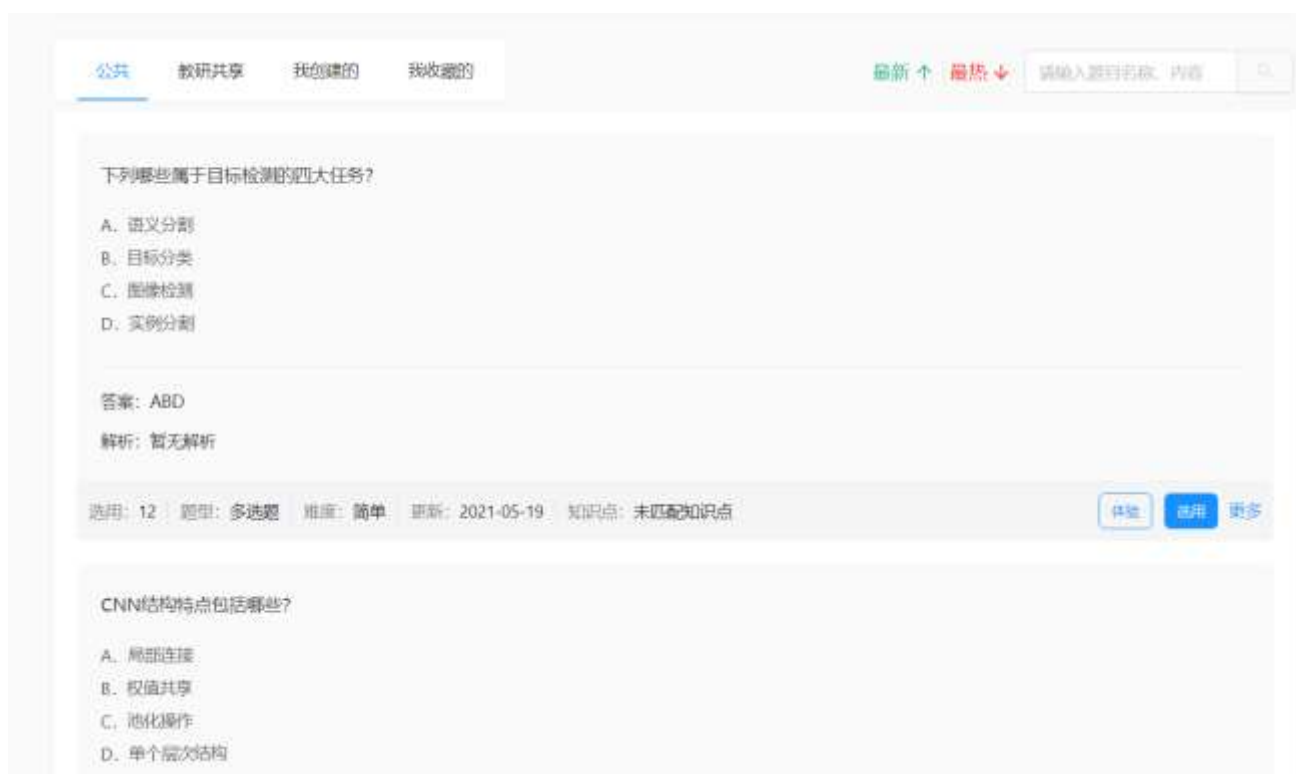 公共 教研共享 我创建的 我收藏的 最新 ↑ 最热 ↓ 请输入题目名称、内容
下列哪些属于目标检测的四大任务?
A、语义分割
B、目标分类
C、图像检测
D、实例分割
答案：ABD
解析：暂无解析
选用：12 题型：多选题 难度：简单 更新：2021-05-19 知识点：未匹配知识点 体验 选用 更多
CNN结构特点包括哪些?
A、局部连接
B、权值共享
C、池化操作
D、单个层次结构